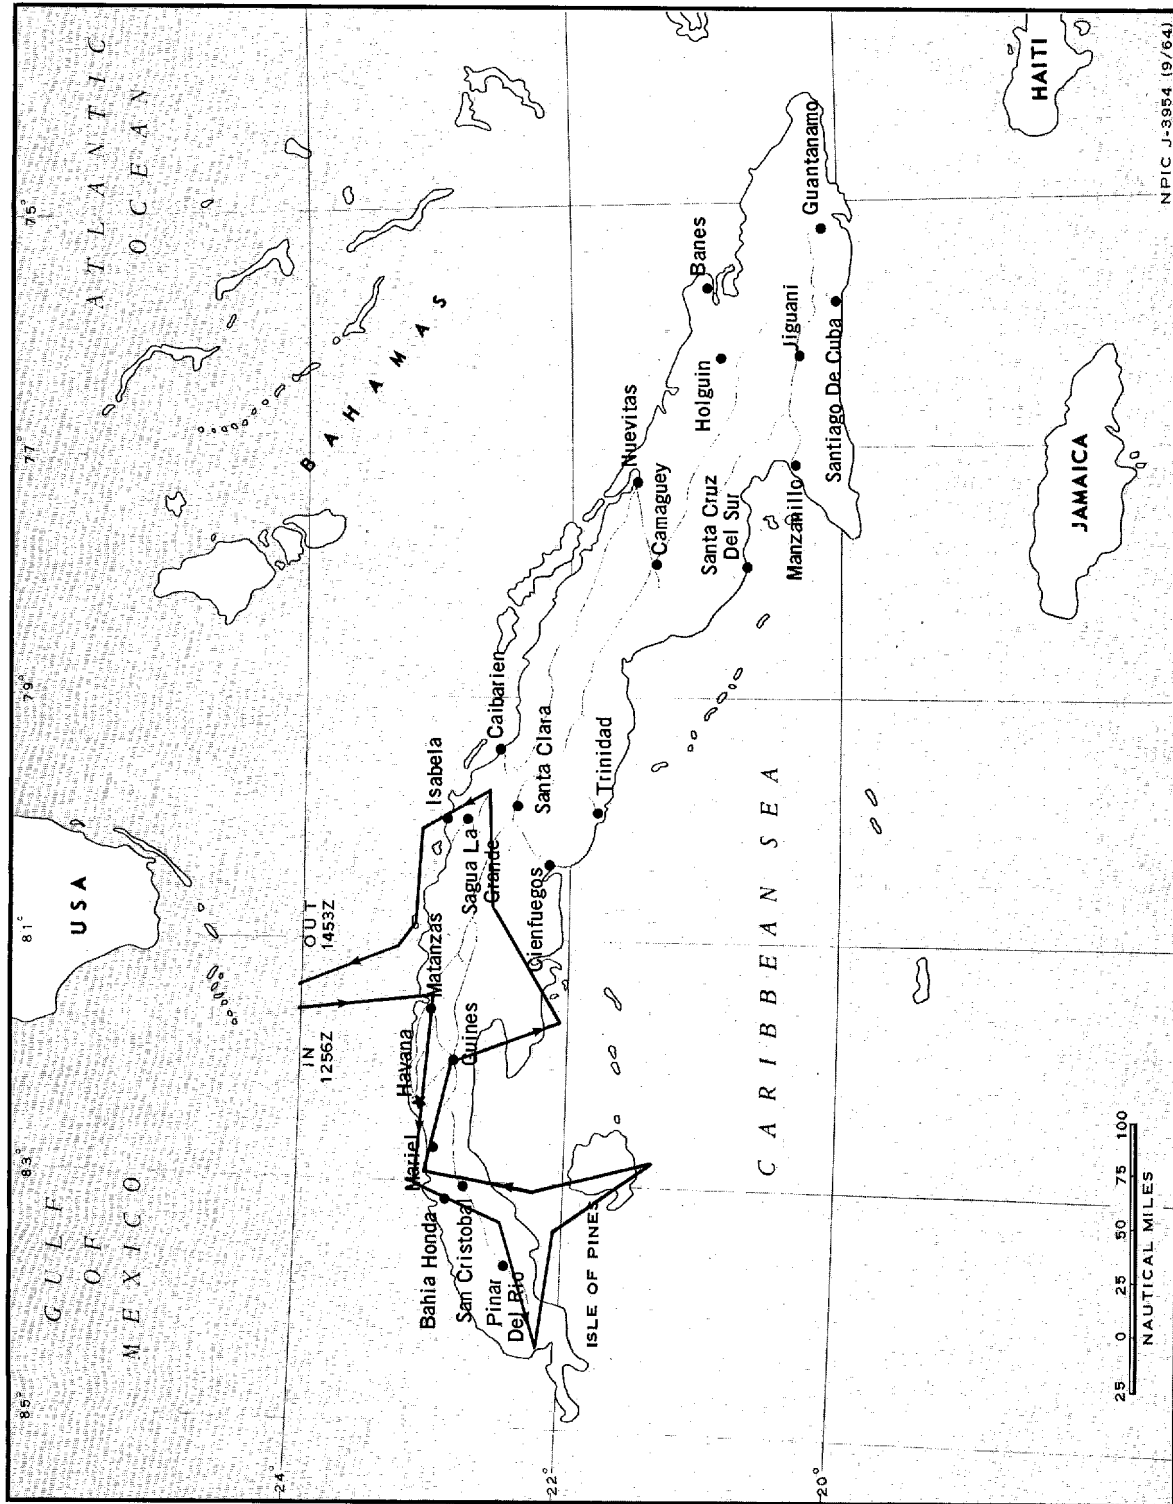 85°
83°
81°
79°
77°
75°
GULF
OF
MEXICO
USA
ATLANTIC
OCEAN
BAHAMAS
24°
22°
20°
IN
1256Z
OUT
1453Z
Havana
Matanzas
Mariel
Bahia Honda
San Cristobal
Pinar
Del Rio
Guines
Isabela
Sagua La
Grande
Caibarien
Santa Clara
Cienfuegos
Trinidad
Nuevitas
Camaguey
Santa Cruz
Del Sur
Holguin
Banes
Manzanillo
Jiguani
Santiago De Cuba
Guantanamo
ISLE OF PINES
CARIBBEAN SEA
JAMAICA
HAITI
25 0 25 50 75 100
NAUTICAL MILES
NPIC J-3954 (9/64)